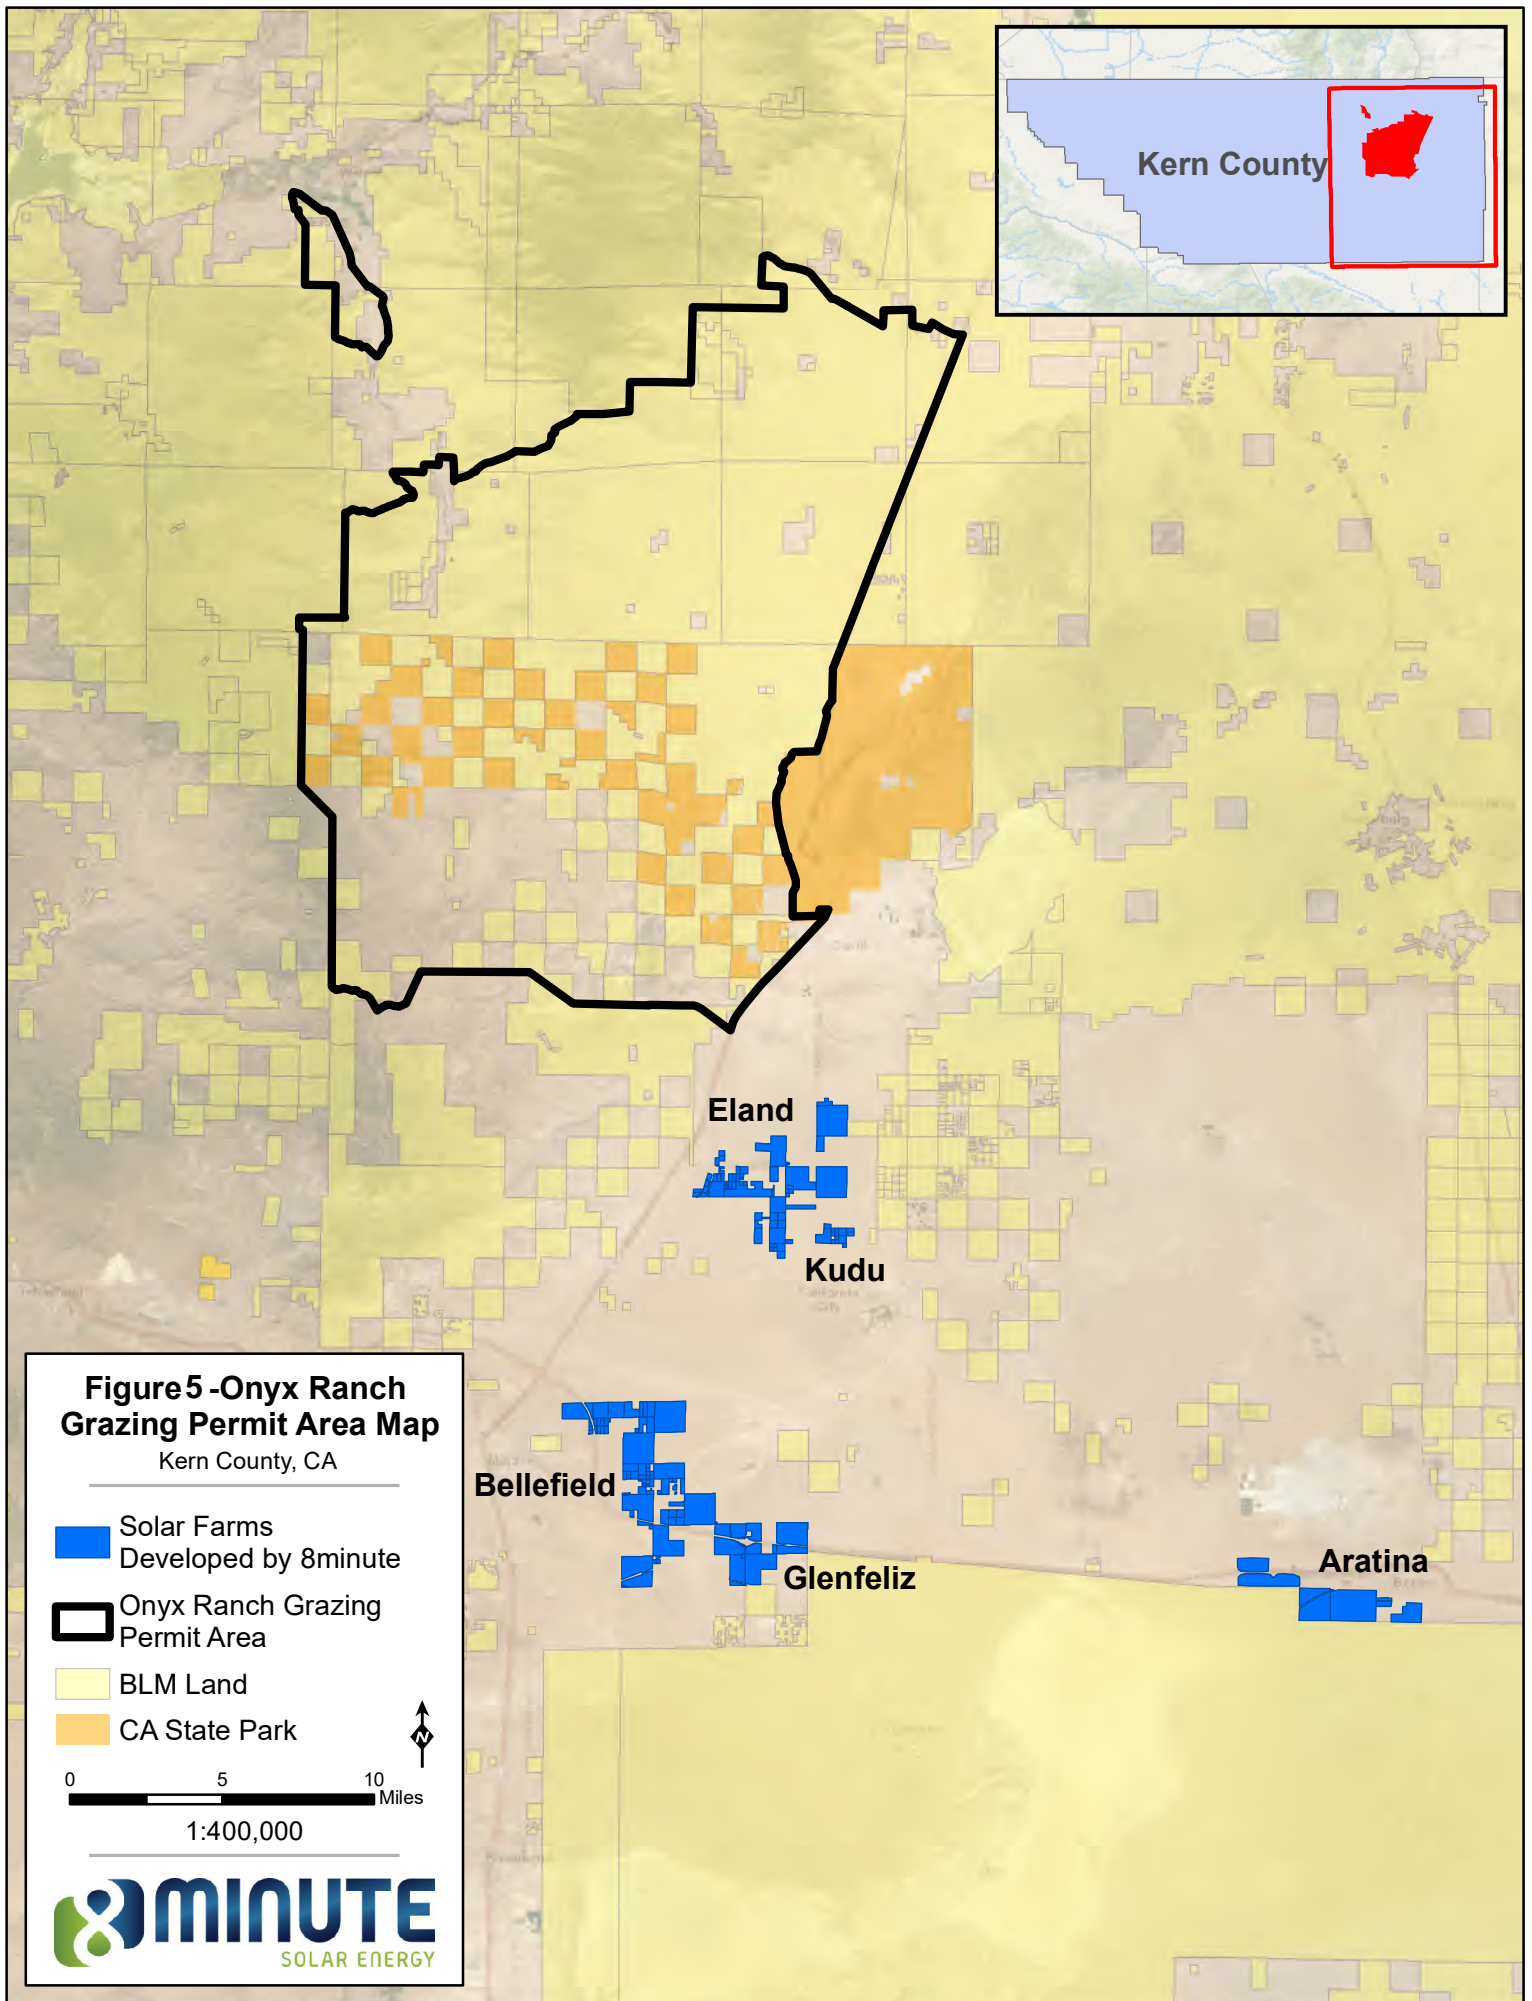 Kern County
Eland
Kudu
California
City
Bellefield
Glenfeliz
Aratina
Figure 5 -Onyx Ranch
Grazing Permit Area Map
Kern County, CA
Solar Farms
Developed by 8minute
Onyx Ranch Grazing
Permit Area
BLM Land
CA State Park
N
0 5 10
Miles
1:400,000
8MINUTE
SOLAR ENERGY